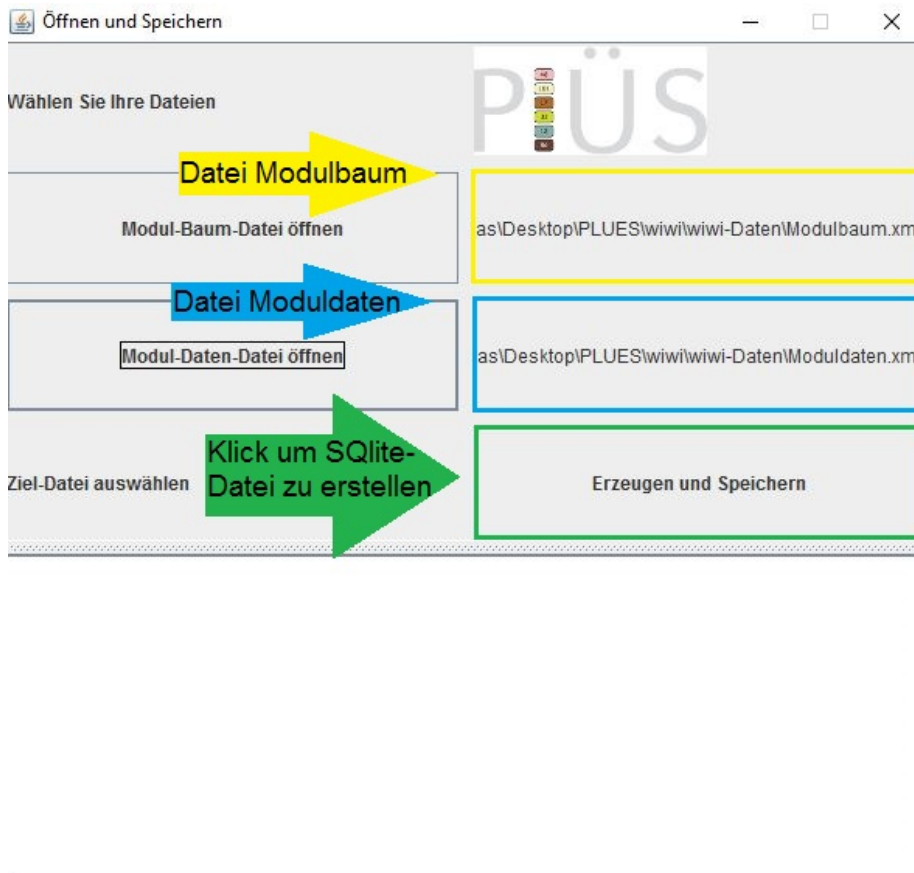 Öffnen und Speichern
Wählen Sie Ihre Dateien
PlÜS
Datei Modulbaum
Modul-Baum-Datei öffnen
as\Desktop\PLUES\wiwi\wiwi-Daten\Modulbaum.xm
Datei Moduldaten
Modul-Daten-Datei öffnen
as\Desktop\PLUES\wiwi\wiwi-Daten\Moduldaten.xm
Klick um SQlite-
Datei zu erstellen
Ziel-Datei auswählen
Erzeugen und Speichern